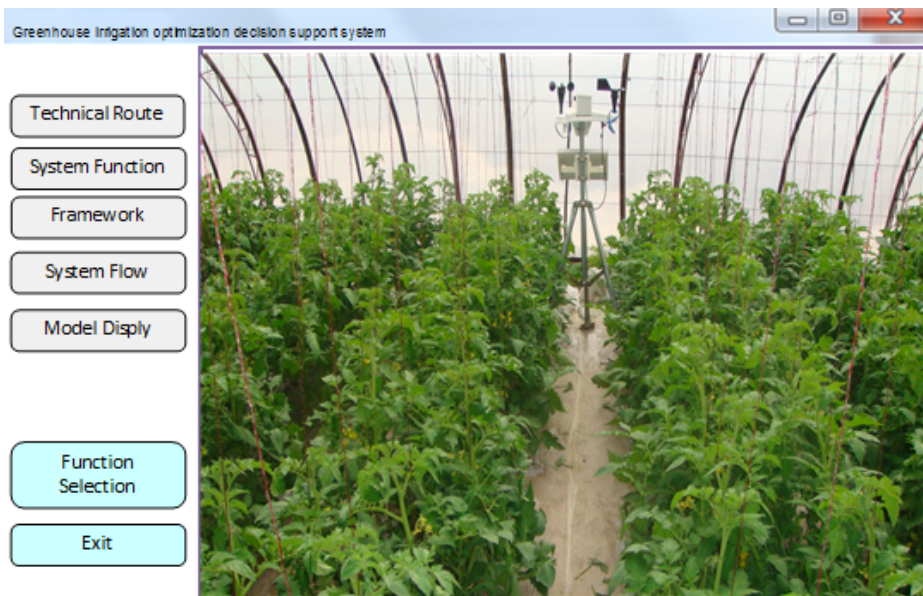 Greenhouse irrigation optimization decision support system
Technical Route
System Function
Framework
System Flow
Model Disply
Function
Selection
Exit